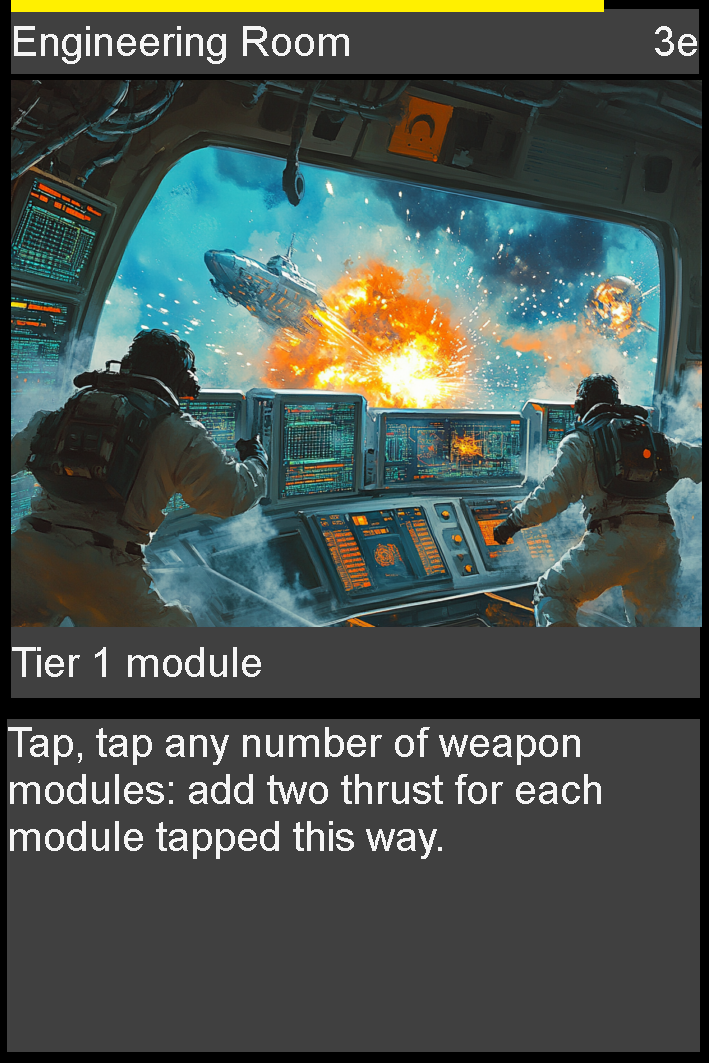 Engineering Room 3e
Tier 1 module
Tap, tap any number of weapon
modules: add two thrust for each
module tapped this way.